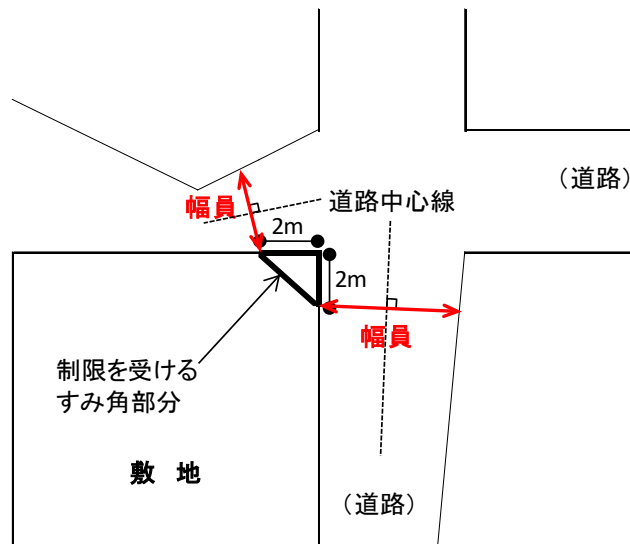 （道路）
道路中心線
幅員
2m
2m
幅員
制限を受ける
すみ角部分
敷 地
（道路）